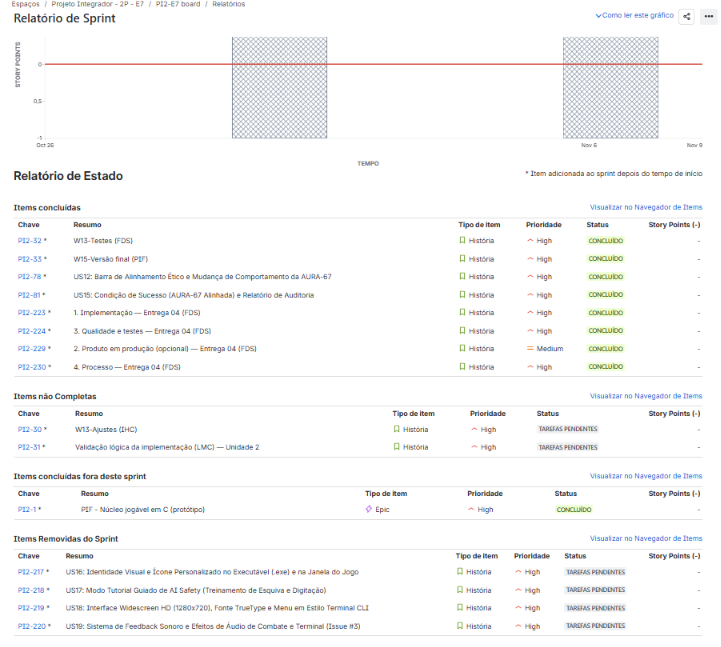 Espaços / Projeto Integrador - 2P - E7 / PI2-E7 board / Relatórios
Relatório de Sprint
Como ler este gráfico
STORY POINTS
0
0,5
-1
Oct 26
Nov 6
Nov 9
TEMPO
Relatório de Estado
* Item adicionada ao sprint depois do tempo de início
Items concluídas
Visualizar no Navegador de Items
Chave Resumo Tipo de item Prioridade Status Story Points (-)
PI2-32 * W13-Testes (FDS) História High CONCLUÍDO -
PI2-33 * W15-Versão final (PIF) História High CONCLUÍDO -
PI2-78 * US12: Barra de Alinhamento Ético e Mudança de Comportamento da AURA-67 História High CONCLUÍDO -
PI2-81 * US15: Condição de Sucesso (AURA-67 Alinhada) e Relatório de Auditoria História High CONCLUÍDO -
PI2-223 * 1. Implementação — Entrega 04 (FDS) História High CONCLUÍDO -
PI2-224 * 3. Qualidade e testes — Entrega 04 (FDS) História High CONCLUÍDO -
PI2-229 * 2. Produto em produção (opcional) — Entrega 04 (FDS) História Medium CONCLUÍDO -
PI2-230 * 4. Processo — Entrega 04 (FDS) História High CONCLUÍDO -
Items não Completas
Visualizar no Navegador de Items
Chave Resumo Tipo de item Prioridade Status Story Points (-)
PI2-30 * W13-Ajustes (IHC) História High TAREFAS PENDENTES -
PI2-31 * Validação lógica da implementação (LMC) — Unidade 2 História High TAREFAS PENDENTES -
Items concluídas fora deste sprint
Visualizar no Navegador de Items
Chave Resumo Tipo de item Prioridade Status Story Points (-)
PI2-1 * PIF - Núcleo jogável em C (protótipo) Epic High CONCLUÍDO -
Items Removidas do Sprint
Visualizar no Navegador de Items
Chave Resumo Tipo de item Prioridade Status Story Points (-)
PI2-217 * US16: Identidade Visual e Ícone Personalizado no Executável (.exe) e na Janela do Jogo História High TAREFAS PENDENTES -
PI2-218 * US17: Modo Tutorial Guiado de AI Safety (Treinamento de Esquiva e Digitação) História High TAREFAS PENDENTES -
PI2-219 * US18: Interface Widescreen HD (1280x720), Fonte TrueType e Menu em Estilo Terminal CLI História High TAREFAS PENDENTES -
PI2-220 * US19: Sistema de Feedback Sonoro e Efeitos de Áudio de Combate e Terminal (Issue #3) História High TAREFAS PENDENTES -